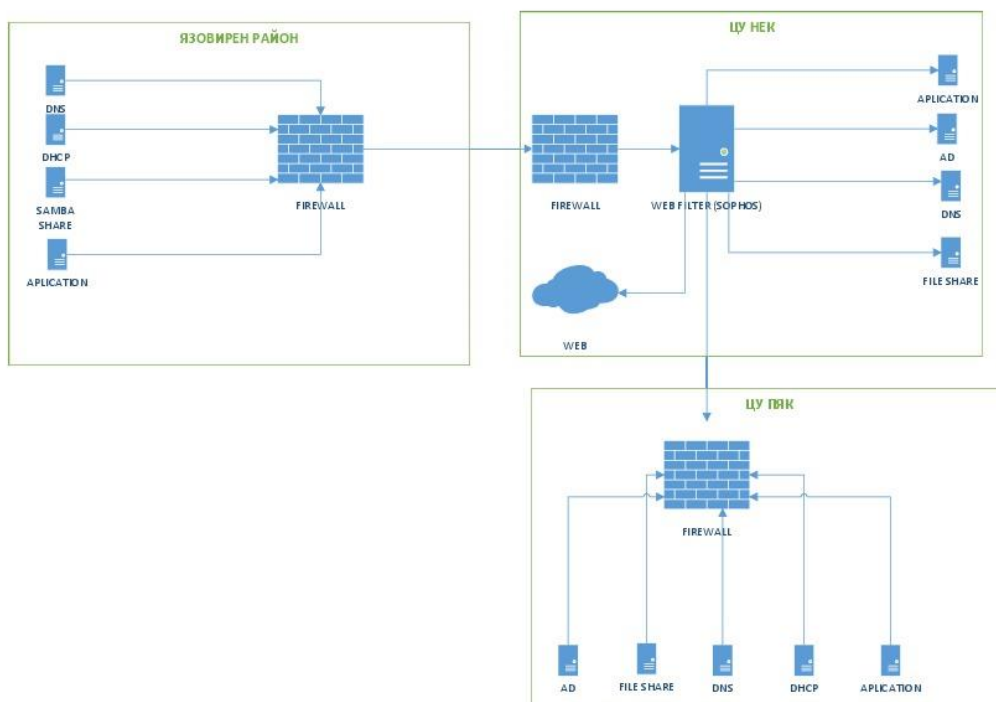 ЯЗОВИРЕН РАЙОН
DNS
DHCP
SAMBA
SHARE
APLICATION
FIREWALL
ЦУ НЕК
FIREWALL
WEB FILTER (SOPHOS)
APLICATION
AD
DNS
FILE SHARE
WEB
ЦУ ПЯК
FIREWALL
AD
FILE SHARE
DNS
DHCP
APLICATION